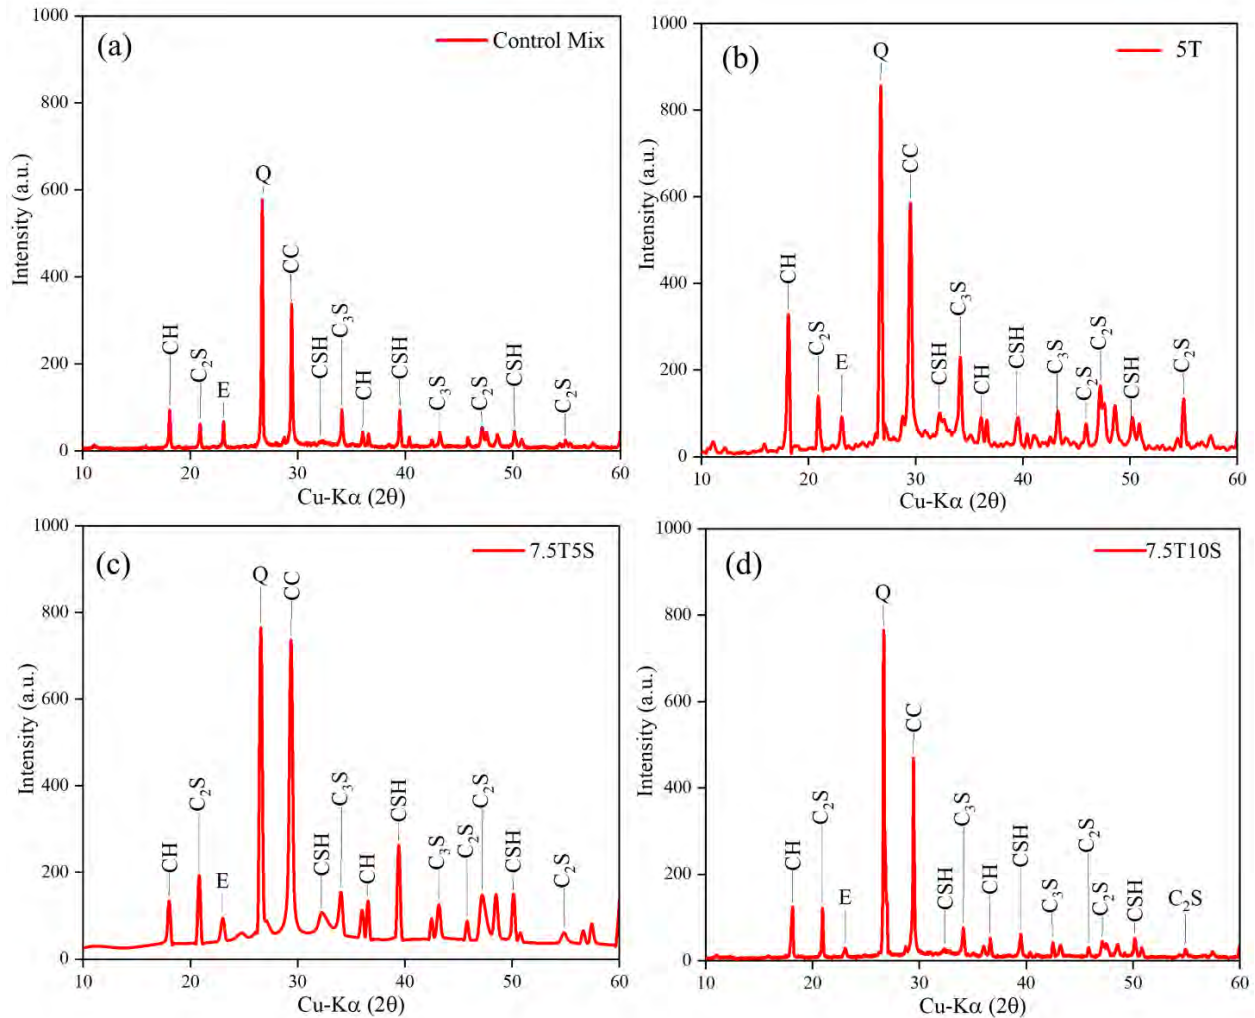 (a)
Control Mix
1000
800
600
400
200
0
Intensity (a.u.)
CH
C₂S
E
Q
CC
CSH
C₃S
CH
CSH
C₃S
C₂S
CSH
C₂S
10 20 30 40 50 60
Cu-Kα (2θ)
(b)
5T
1000
800
600
400
200
0
Intensity (a.u.)
CH
C₂S
E
Q
CC
CSH
C₃S
CH
CSH
C₃S
C₂S
C₂S
CSH
C₂S
10 20 30 40 50 60
Cu-Kα (2θ)
(c)
7.5T5S
1000
800
600
400
200
0
Intensity (a.u.)
CH
C₂S
E
Q
CC
CSH
C₃S
CH
CSH
C₃S
C₂S
C₂S
CSH
C₂S
10 20 30 40 50 60
Cu-Kα (2θ)
(d)
7.5T10S
1000
800
600
400
200
0
Intensity (a.u.)
CH
C₂S
E
Q
CC
CSH
C₃S
CH
CSH
C₃S
C₂S
C₂S
CSH
C₂S
10 20 30 40 50 60
Cu-Kα (2θ)